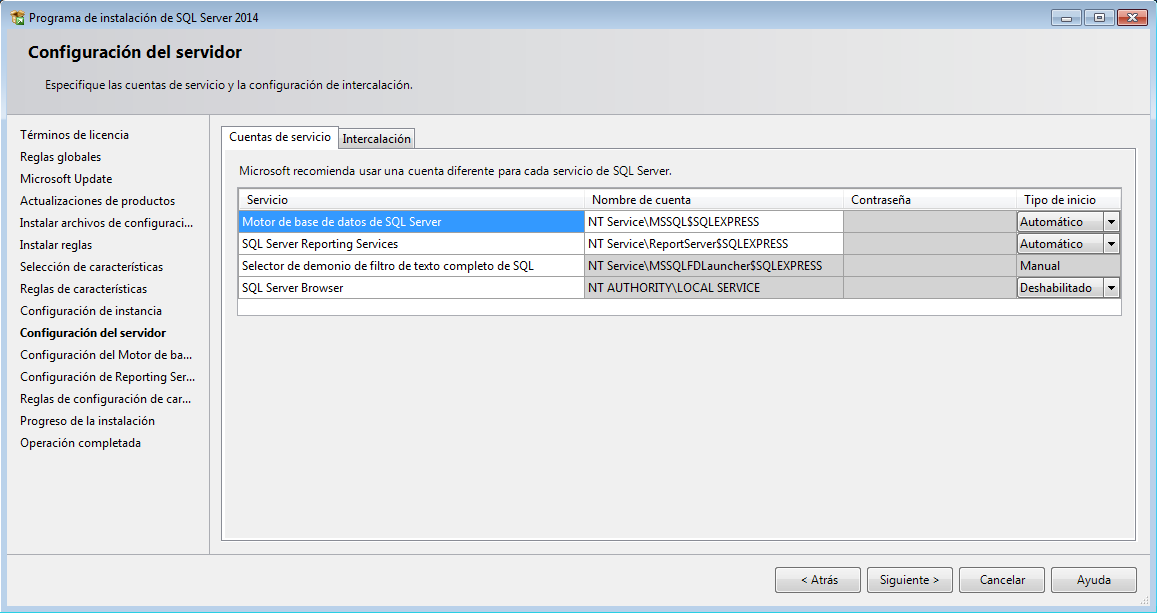 Programa de instalación de SQL Server 2014
Configuración del servidor
Especifique las cuentas de servicio y la configuración de intercalación.
Términos de licencia
Reglas globales
Microsoft Update
Actualizaciones de productos
Instalar archivos de configuraci...
Instalar reglas
Selección de características
Reglas de características
Configuración de instancia
Configuración del servidor
Configuración del Motor de ba...
Configuración de Reporting Ser...
Reglas de configuración de car...
Progreso de la instalación
Operación completada
Cuentas de servicio Intercalación
Microsoft recomienda usar una cuenta diferente para cada servicio de SQL Server.
Servicio Nombre de cuenta Contraseña Tipo de inicio
Motor de base de datos de SQL Server NT Service\MSSQL$SQLEXPRESS Automático
SQL Server Reporting Services NT Service\ReportServer$SQLEXPRESS Automático
Selector de demonio de filtro de texto completo de SQL NT Service\MSSQLFDLauncher$SQLEXPRESS Manual
SQL Server Browser NT AUTHORITY\LOCAL SERVICE Deshabilitado
< Atrás Siguiente > Cancelar Ayuda